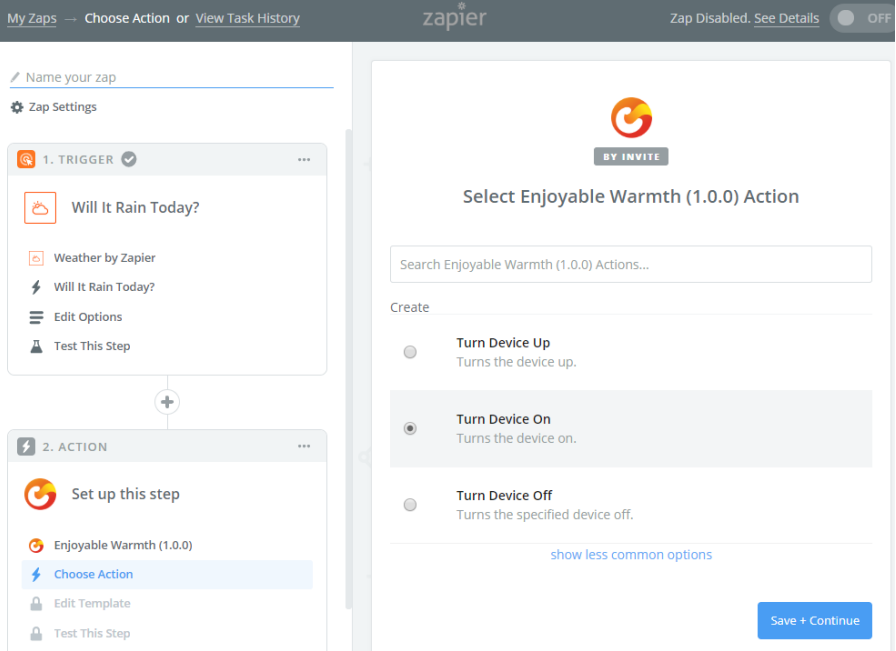 My Zaps → Choose Action or View Task History
zapier
Zap Disabled. See Details OFF
Name your zap
Zap Settings
1. TRIGGER
Will It Rain Today?
Weather by Zapier
Will It Rain Today?
Edit Options
Test This Step
2. ACTION
Set up this step
Enjoyable Warmth (1.0.0)
Choose Action
Edit Template
Test This Step
BY INVITE
Select Enjoyable Warmth (1.0.0) Action
Search Enjoyable Warmth (1.0.0) Actions...
Create
Turn Device Up
Turns the device up.
Turn Device On
Turns the device on.
Turn Device Off
Turns the specified device off.
show less common options
Save + Continue